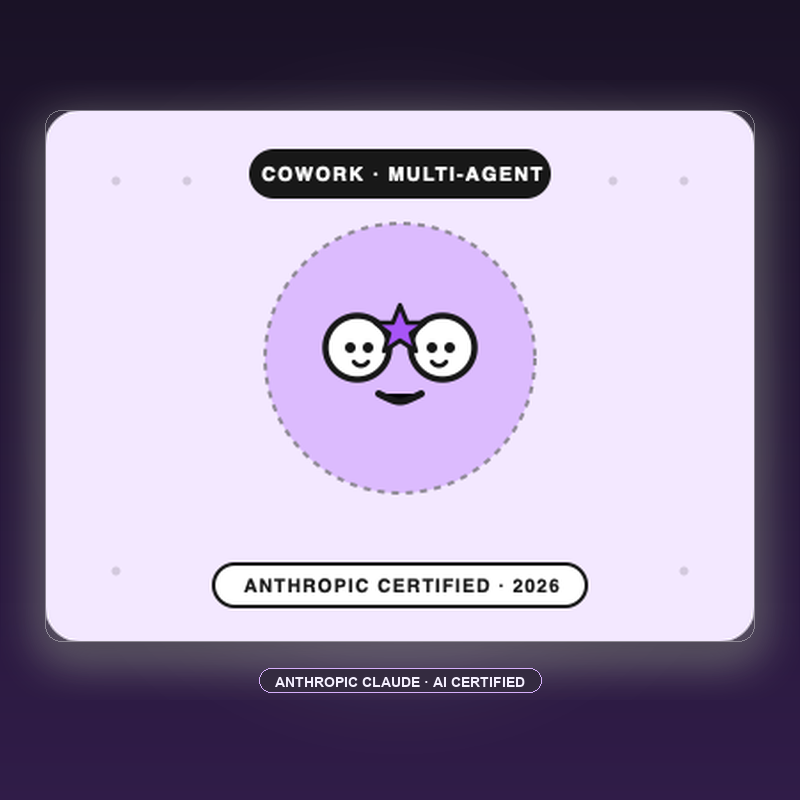 COWORK · MULTI-AGENT
ANTHROPIC CERTIFIED · 2026
ANTHROPIC CLAUDE · AI CERTIFIED